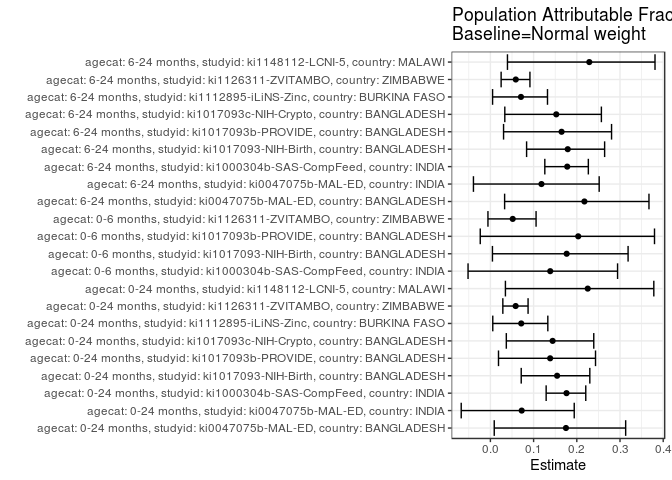 Population Attributable Frac
Baseline=Normal weight
agecat: 6-24 months, studyid: ki1148112-LCNI-5, country: MALAWI
agecat: 6-24 months, studyid: ki1126311-ZVITAMBO, country: ZIMBABWE
agecat: 6-24 months, studyid: ki1112895-iLiNS-Zinc, country: BURKINA FASO
agecat: 6-24 months, studyid: ki1017093c-NIH-Crypto, country: BANGLADESH
agecat: 6-24 months, studyid: ki1017093b-PROVIDE, country: BANGLADESH
agecat: 6-24 months, studyid: ki1017093-NIH-Birth, country: BANGLADESH
agecat: 6-24 months, studyid: ki1000304b-SAS-CompFeed, country: INDIA
agecat: 6-24 months, studyid: ki0047075b-MAL-ED, country: INDIA
agecat: 6-24 months, studyid: ki0047075b-MAL-ED, country: BANGLADESH
agecat: 0-6 months, studyid: ki1126311-ZVITAMBO, country: ZIMBABWE
agecat: 0-6 months, studyid: ki1017093b-PROVIDE, country: BANGLADESH
agecat: 0-6 months, studyid: ki1017093-NIH-Birth, country: BANGLADESH
agecat: 0-6 months, studyid: ki1000304b-SAS-CompFeed, country: INDIA
agecat: 0-24 months, studyid: ki1148112-LCNI-5, country: MALAWI
agecat: 0-24 months, studyid: ki1126311-ZVITAMBO, country: ZIMBABWE
agecat: 0-24 months, studyid: ki1112895-iLiNS-Zinc, country: BURKINA FASO
agecat: 0-24 months, studyid: ki1017093c-NIH-Crypto, country: BANGLADESH
agecat: 0-24 months, studyid: ki1017093b-PROVIDE, country: BANGLADESH
agecat: 0-24 months, studyid: ki1017093-NIH-Birth, country: BANGLADESH
agecat: 0-24 months, studyid: ki1000304b-SAS-CompFeed, country: INDIA
agecat: 0-24 months, studyid: ki0047075b-MAL-ED, country: INDIA
agecat: 0-24 months, studyid: ki0047075b-MAL-ED, country: BANGLADESH
0.0 0.1 0.2 0.3 0.4
Estimate